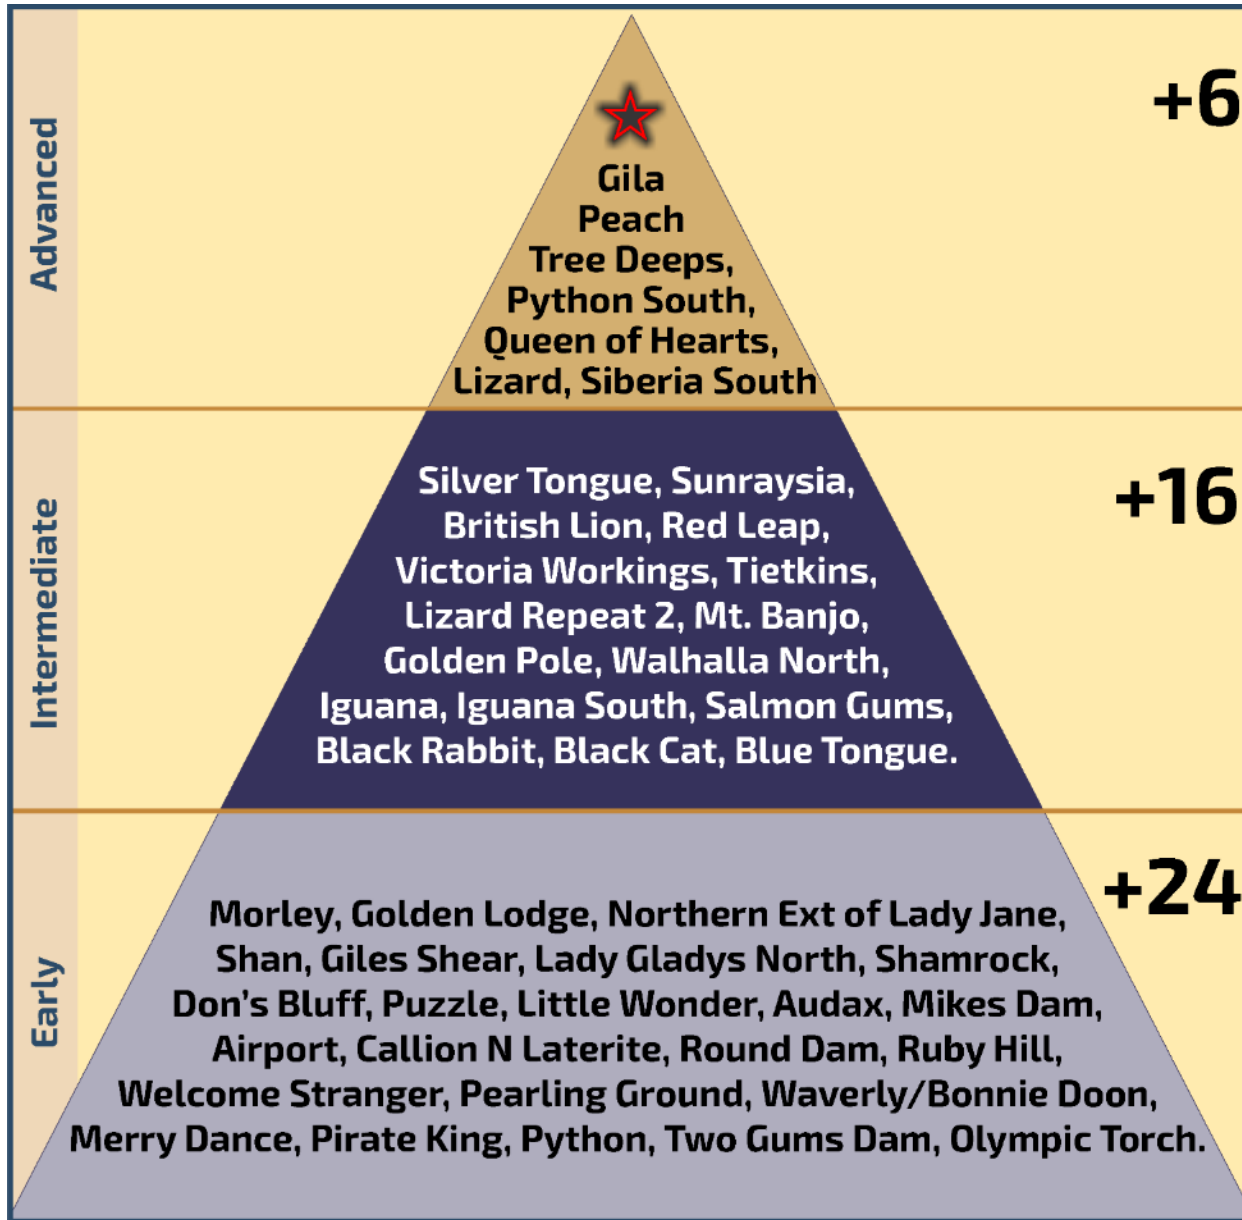 Advanced
+6
Gila
Peach
Tree Deeps,
Python South,
Queen of Hearts,
Lizard, Siberia South
Intermediate
+16
Silver Tongue, Sunraysia,
British Lion, Red Leap,
Victoria Workings, Tietkins,
Lizard Repeat 2, Mt. Banjo,
Golden Pole, Walhalla North,
Iguana, Iguana South, Salmon Gums,
Black Rabbit, Black Cat, Blue Tongue.
Early
+24
Morley, Golden Lodge, Northern Ext of Lady Jane,
Shan, Giles Shear, Lady Gladys North, Shamrock,
Don's Bluff, Puzzle, Little Wonder, Audax, Mikes Dam,
Airport, Callion N Laterite, Round Dam, Ruby Hill,
Welcome Stranger, Pearling Ground, Waverly/Bonnie Doon,
Merry Dance, Pirate King, Python, Two Gums Dam, Olympic Torch.